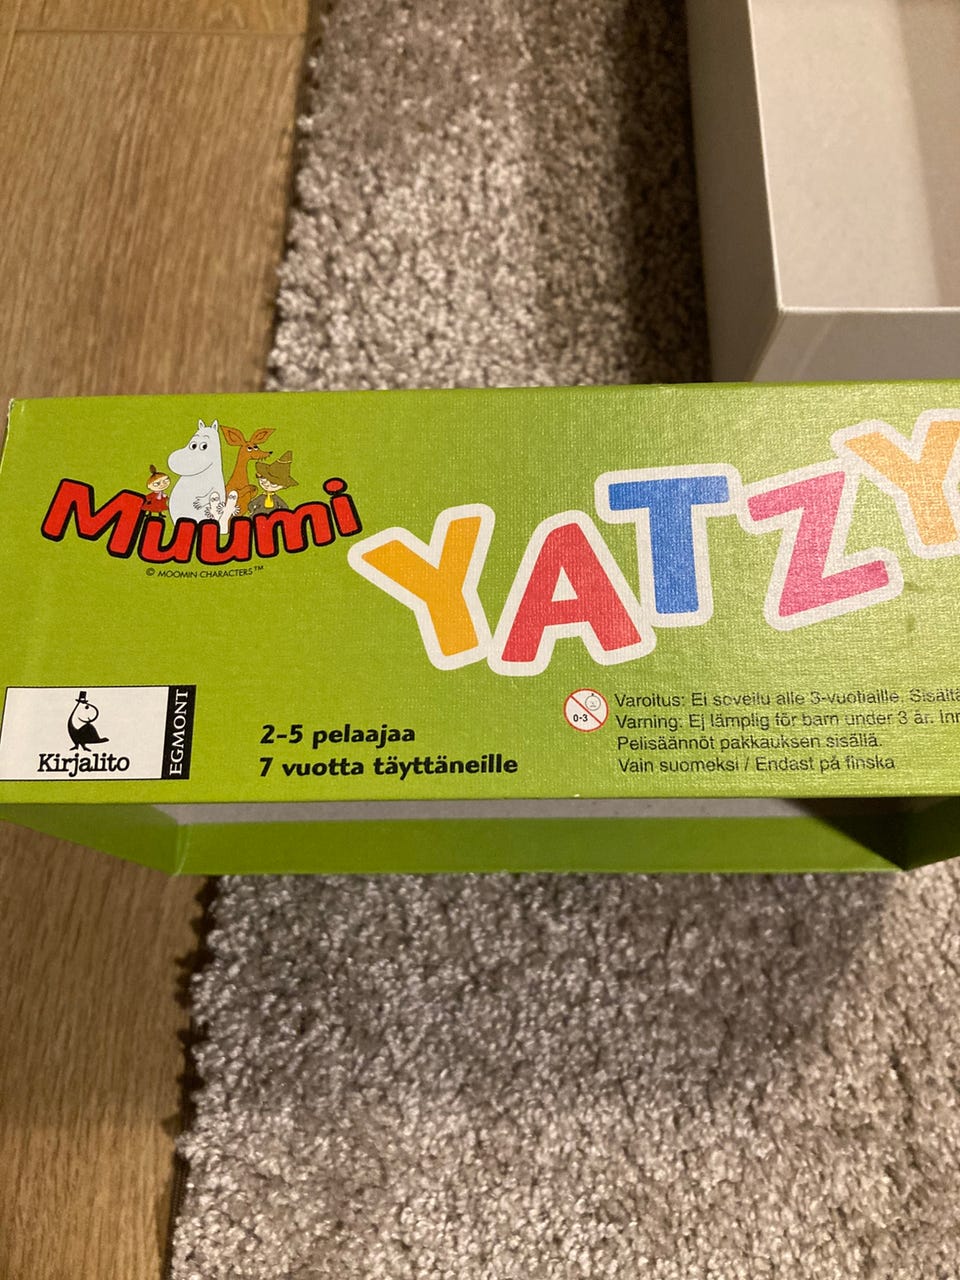 Muumi
© MOOMIN CHARACTERS™
YATZY
Kirjalito
EGMONT
2-5 pelaajaa
7 vuotta täyttäneille
0-3
Varoitus: Ei sovellu alle 3-vuotiaille.
Varning: Ej lämplig för barn under 3 år.
Pelisäännöt pakkauksen sisällä.
Vain suomeksi / Endast på finska